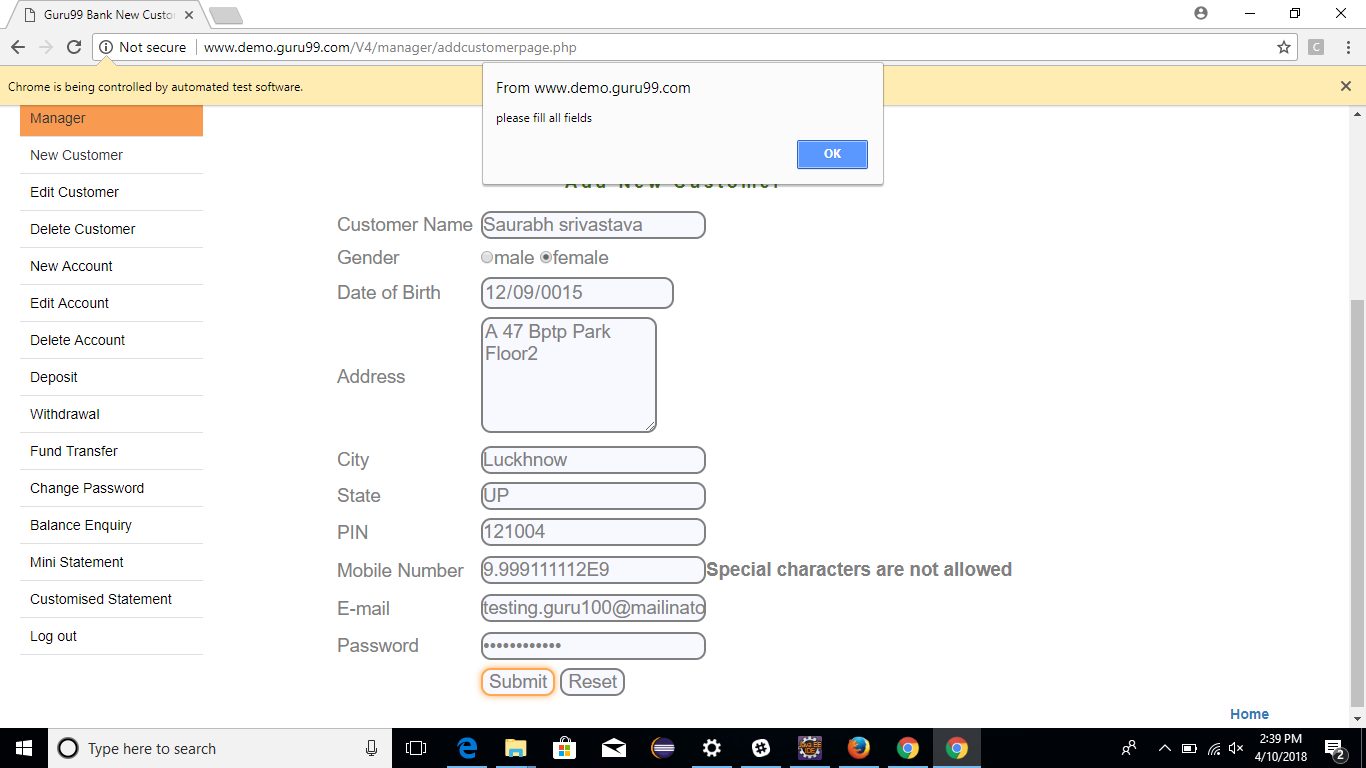 Guru99 Bank New Custo
Not secure
www.demo.guru99.com/V4/manager/addcustomerpage.php
C
Chrome is being controlled by automated test software.
From www.demo.guru99.com
please fill all fields
OK
Manager
New Customer
Edit Customer
Delete Customer
New Account
Edit Account
Delete Account
Deposit
Withdrawal
Fund Transfer
Change Password
Balance Enquiry
Mini Statement
Customised Statement
Log out
Add New Customer
Customer Name Saurabh srivastava
Gender male female
Date of Birth 12/09/0015
Address A 47 Bptp Park
Floor2
City Luckhnow
State UP
PIN 121004
Mobile Number 9.999111112E9 Special characters are not allowed
E-mail testing.guru100@mailinato
Password ••••••••••••
Submit Reset
Home
Type here to search
2:39 PM
4/10/2018
2